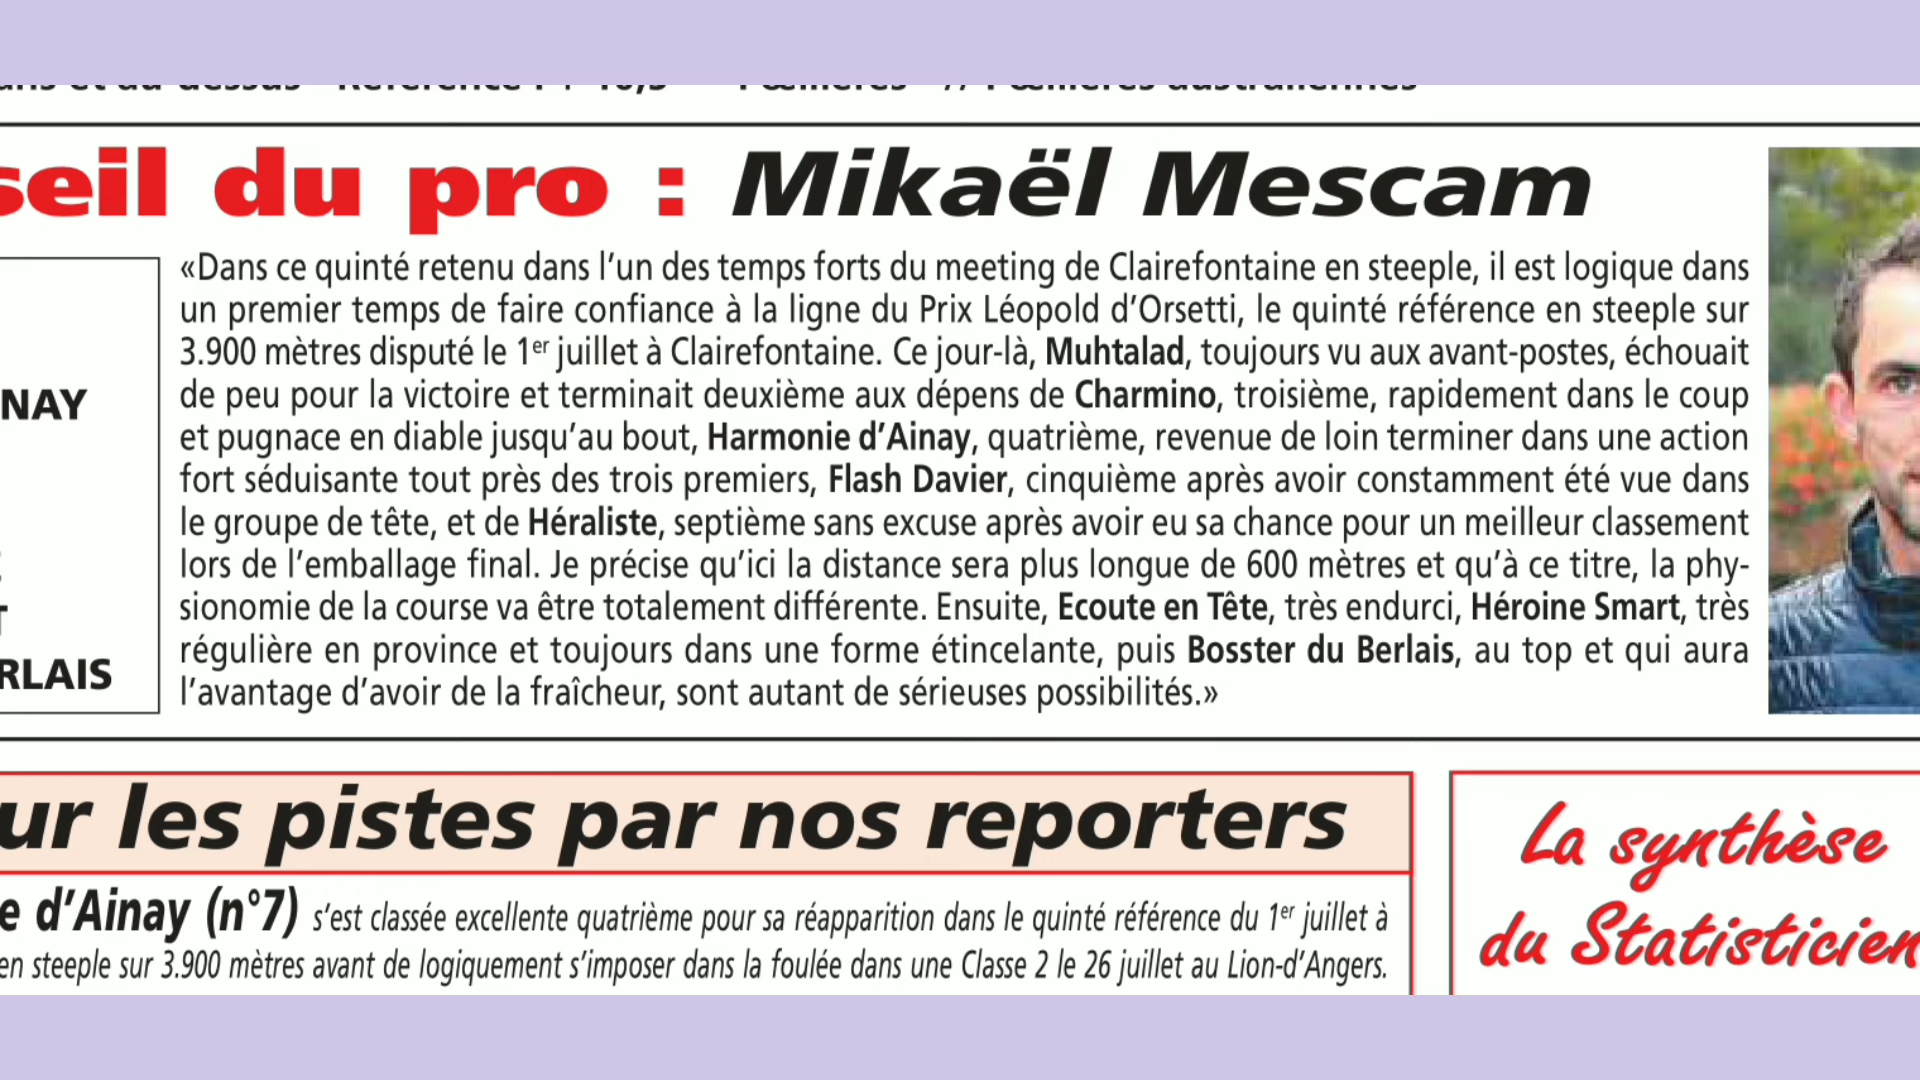 seil du pro : Mikaël Mescam
«Dans ce quinté retenu dans l’un des temps forts du meeting de Clairefontaine en steeple, il est logique dans
un premier temps de faire confiance à la ligne du Prix Léopold d’Orsetti, le quinté référence en steeple sur
3.900 mètres disputé le 1er juillet à Clairefontaine. Ce jour-là, Muhtalad, toujours vu aux avant-postes, échouait
de peu pour la victoire et terminait deuxième aux dépens de Charmino, troisième, rapidement dans le coup
et pugnace en diable jusqu’au bout, Harmonie d’Ainay, quatrième, revenue de loin terminer dans une action
fort séduisante tout près des trois premiers, Flash Davier, cinquième après avoir constamment été vue dans
le groupe de tête, et de Héraliste, septième sans excuse après avoir eu sa chance pour un meilleur classement
lors de l’emballage final. Je précise qu’ici la distance sera plus longue de 600 mètres et qu’à ce titre, la phy-
sionomie de la course va être totalement différente. Ensuite, Ecoute en Tête, très endurci, Héroine Smart, très
régulière en province et toujours dans une forme étincelante, puis Bosster du Berlais, au top et qui aura
l’avantage d’avoir de la fraîcheur, sont autant de sérieuses possibilités.»
NAY
RLAIS
ur les pistes par nos reporters
e d’Ainay (n°7) s’est classée excellente quatrième pour sa réapparition dans le quinté référence du 1er juillet à
en steeple sur 3.900 mètres avant de logiquement s’imposer dans la foulée dans une Classe 2 le 26 juillet au Lion-d’Angers.
La synthèse
du Statisticien